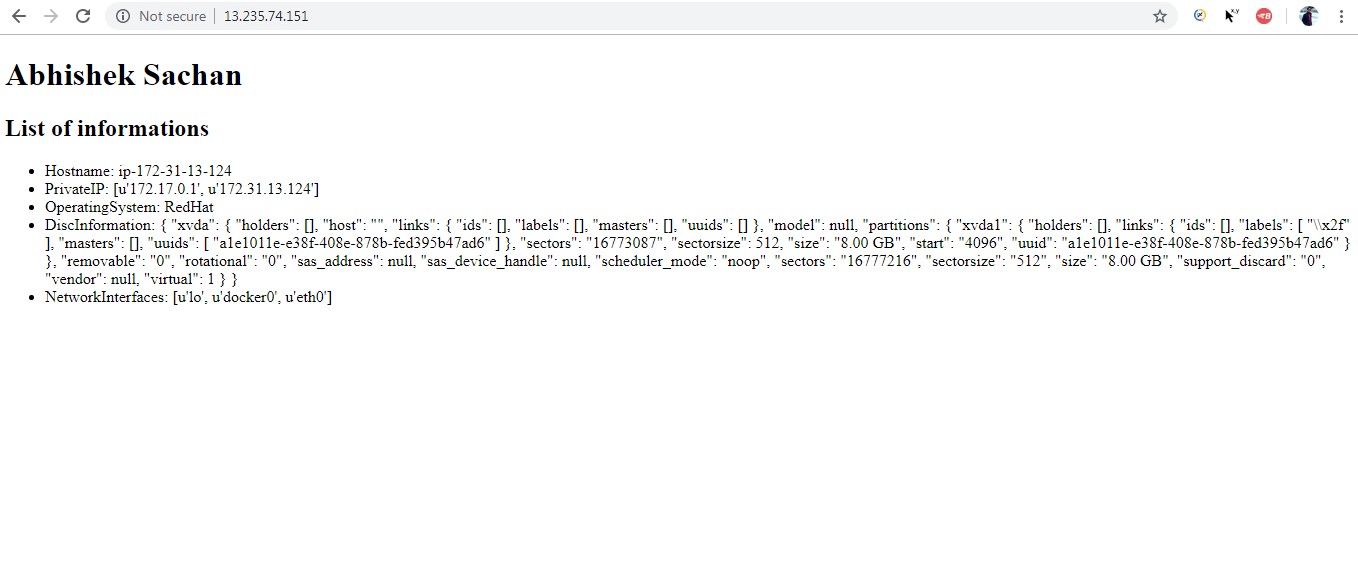 Not secure | 13.235.74.151
Abhishek Sachan
List of informations
• Hostname: ip-172-31-13-124
• PrivateIP: [u'172.17.0.1', u'172.31.13.124']
• OperatingSystem: RedHat
• DiscInformation: { "xvda": { "holders": [], "host": "", "links": { "ids": [], "labels": [], "masters": [], "uuids": [] }, "model": null, "partitions": { "xvda1": { "holders": [], "links": { "ids": [], "labels": [ "\\x2f"
], "masters": [], "uuids": [ "a1e1011e-e38f-408e-878b-fed395b47ad6" ] }, "sectors": "16773087", "sectorsize": 512, "size": "8.00 GB", "start": "4096", "uuid": "a1e1011e-e38f-408e-878b-fed395b47ad6" }
}, "removable": "0", "rotational": "0", "sas_address": null, "sas_device_handle": null, "scheduler_mode": "noop", "sectors": "16777216", "sectorsize": "512", "size": "8.00 GB", "support_discard": "0",
"vendor": null, "virtual": 1 } }
• NetworkInterfaces: [u'lo', u'docker0', u'eth0']